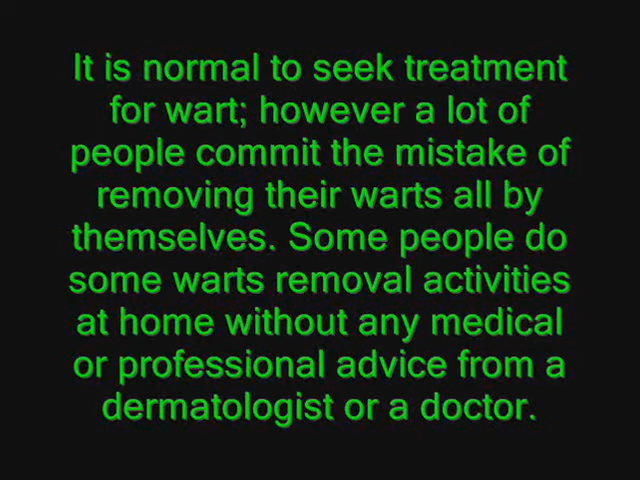 It is normal to seek treatment
for wart; however a lot of
people commit the mistake of
removing their warts all by
themselves. Some people do
some warts removal activities
at home without any medical
or professional advice from a
dermatologist or a doctor.